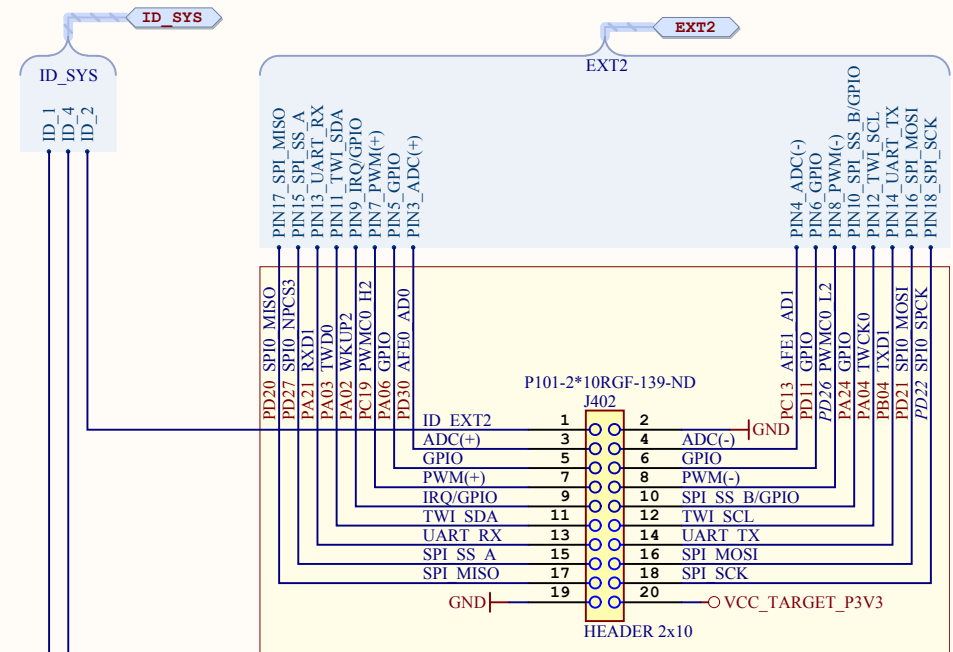 ID_SYS
EXT2
ID_SYS
EXT2
ID_1
ID_4
ID_2
PIN17_SPI_MISO
PIN15_SPI_SS_A
PIN13_UART_RX
PIN11_TWI_SDA
PIN9_IRQ/GPIO
PIN7_PWM(+)
PIN5_GPIO
PIN3_ADC(+)
PIN4_ADC(-)
PIN6_GPIO
PIN8_PWM(-)
PIN10_SPI_SS_B/GPIO
PIN12_TWI_SCL
PIN14_UART_TX
PIN16_SPI_MOSI
PIN18_SPI_SCK
PD20 SPI0_MISO
PD27 SPI0_NPCS3
PA21 RXD1
PA03 TWD0
PA02 WKUP2
PC19 PWMC0_H2
PA06 GPIO
PD30 AFE0_AD0
PC13 AFE1_AD1
PD11 GPIO
PD26 PWMC0_L2
PA24 GPIO
PA04 TWCK0
PB04 TXD1
PD21 SPI0_MOSI
PD22 SPI0_SPCK
P101-2*10RGF-139-ND
J402
ID_EXT2 1 2 GND
ADC(+) 3 4 ADC(-)
GPIO 5 6 GPIO
PWM(+) 7 8 PWM(-)
IRQ/GPIO 9 10 SPI_SS_B/GPIO
TWI_SDA 11 12 TWI_SCL
UART_RX 13 14 UART_TX
SPI_SS_A 15 16 SPI_MOSI
SPI_MISO 17 18 SPI_SCK
GND 19 20 VCC_TARGET_P3V3
HEADER 2x10